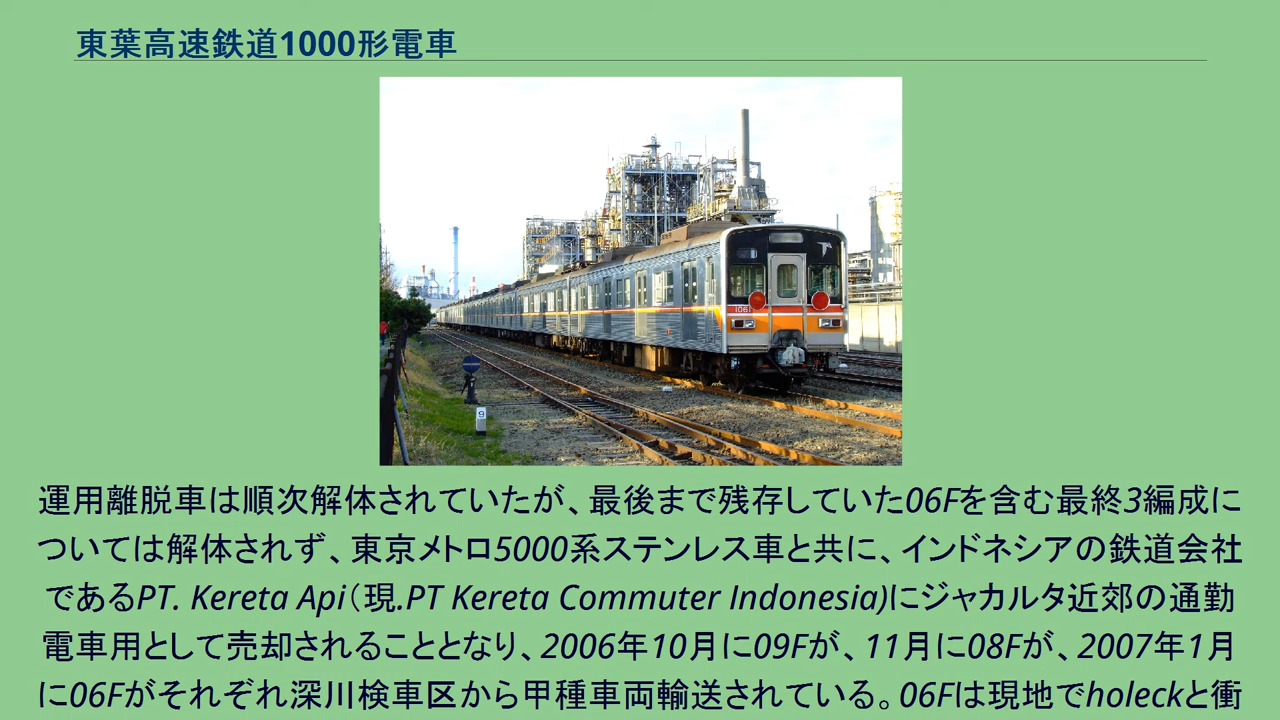 東葉高速鉄道1000形電車
1061
9
運用離脱車は順次解体されていたが、最後まで残存していた06Fを含む最終3編成に
ついては解体されず、東京メトロ5000系ステンレス車と共に、インドネシアの鉄道会社
であるPT. Kereta Api（現.PT Kereta Commuter Indonesia)にジャカルタ近郊の通勤
電車用として売却されることとなり、2006年10月に09Fが、11月に08Fが、2007年1月
に06Fがそれぞれ深川検車区から甲種車両輸送されている。06Fは現地でholeckと衝